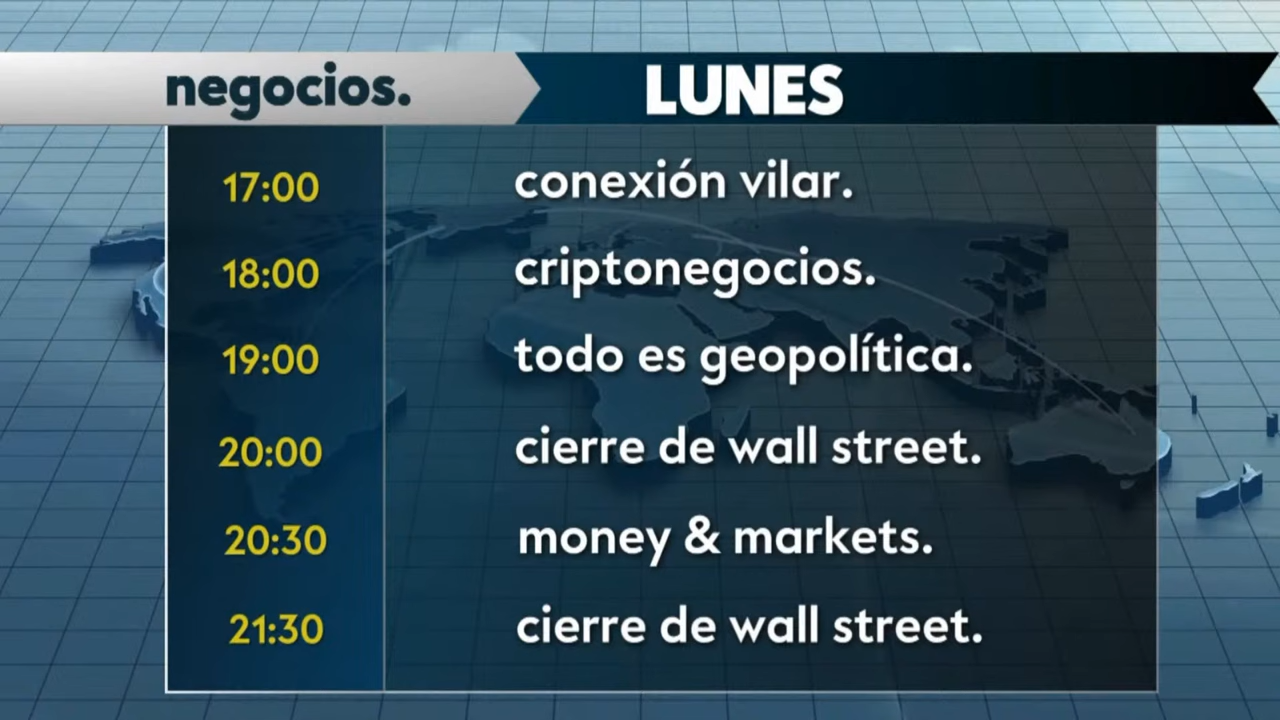 negocios. LUNES
17:00 conexión vilar.
18:00 criptonegocios.
19:00 todo es geopolítica.
20:00 cierre de wall street.
20:30 money & markets.
21:30 cierre de wall street.